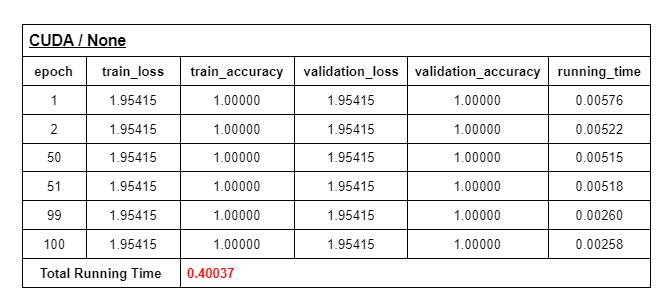 CUDA / None
epoch train_loss train_accuracy validation_loss validation_accuracy running_time
1 1.95415 1.00000 1.95415 1.00000 0.00576
2 1.95415 1.00000 1.95415 1.00000 0.00522
50 1.95415 1.00000 1.95415 1.00000 0.00515
51 1.95415 1.00000 1.95415 1.00000 0.00518
99 1.95415 1.00000 1.95415 1.00000 0.00260
100 1.95415 1.00000 1.95415 1.00000 0.00258
Total Running Time 0.40037